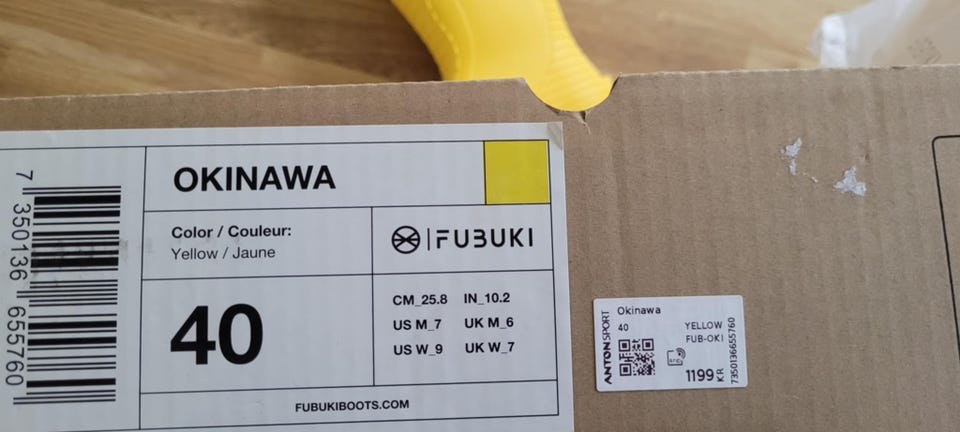 7 350136 655760
OKINAWA
Color / Couleur:
Yellow / Jaune
FUBUKI
40
CM_25.8 IN_10.2
US M_7 UK M_6
US W_9 UK W_7
FUBUKIBOOTS.COM
ANTON SPORT
Okinawa
40 YELLOW
FUB-OKI
RFID
1199 KR
7350136655760